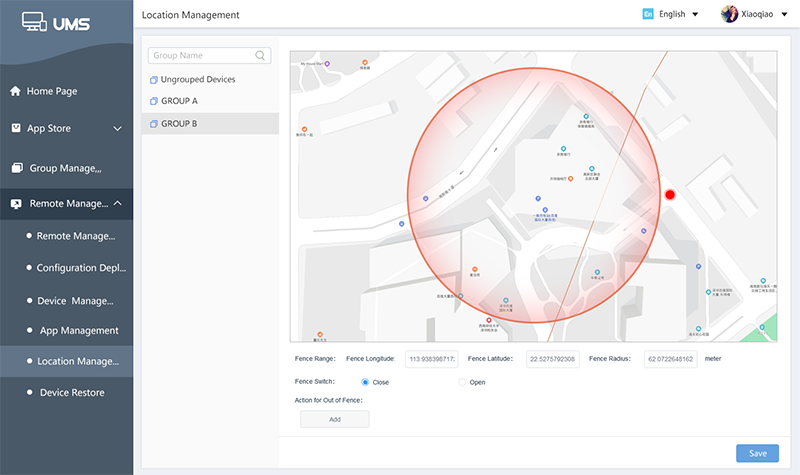 UMS
Location Management
En English
Xiaoqiao
Home Page
App Store
Group Manage,,,
Remote Manage...
Remote Manage...
Configuration Depl...
Device Manage...
App Management
Location Manage...
Device Restore
Group Name
Ungrouped Devices
GROUP A
GROUP B
Fence Range: Fence Longitude: 113.938398717: Fence Latitude: 22.5275792308 Fence Radius: 62.0722648162 meter
Fence Switch: Close Open
Action for Out of Fence:
Add
Save